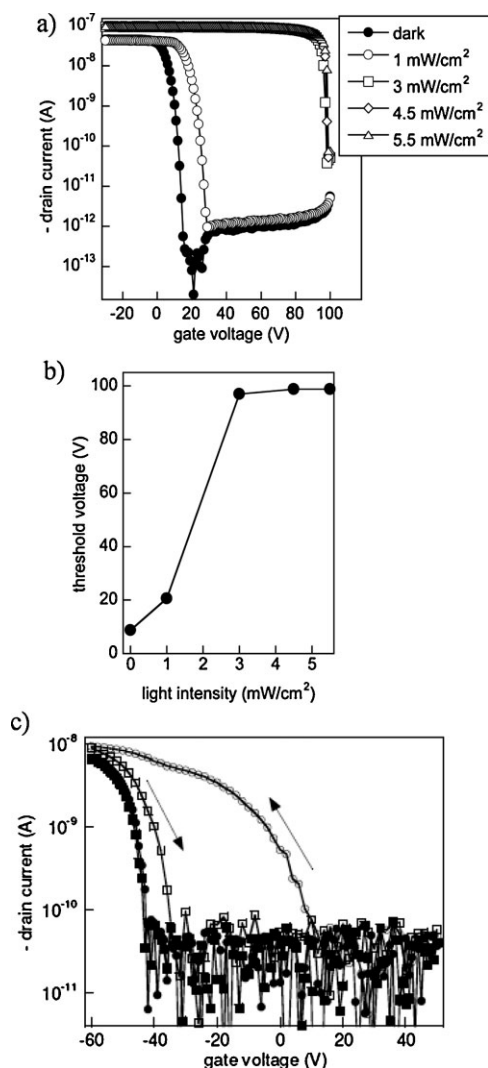 a)
10⁻⁷
10⁻⁸
10⁻⁹
10⁻¹⁰
10⁻¹¹
10⁻¹²
10⁻¹³
- drain current (A)
-20 0 20 40 60 80 100
gate voltage (V)
dark
1 mW/cm²
3 mW/cm²
4.5 mW/cm²
5.5 mW/cm²
b)
100
80
60
40
20
0
threshold voltage (V)
0 1 2 3 4 5
light intensity (mW/cm²)
c)
10⁻⁸
10⁻⁹
10⁻¹⁰
10⁻¹¹
- drain current (A)
-60 -40 -20 0 20 40
gate voltage (V)